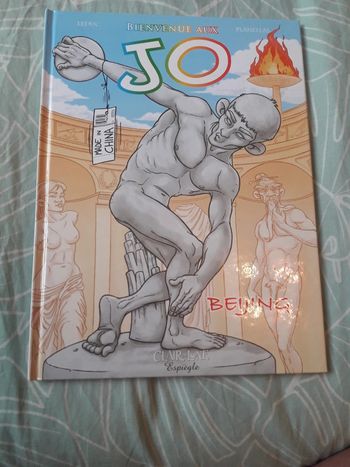 BIENVENUE AUX
JO
MADE IN
CHINA
BEIJING
CLAIR DE LUNE
Espiègle